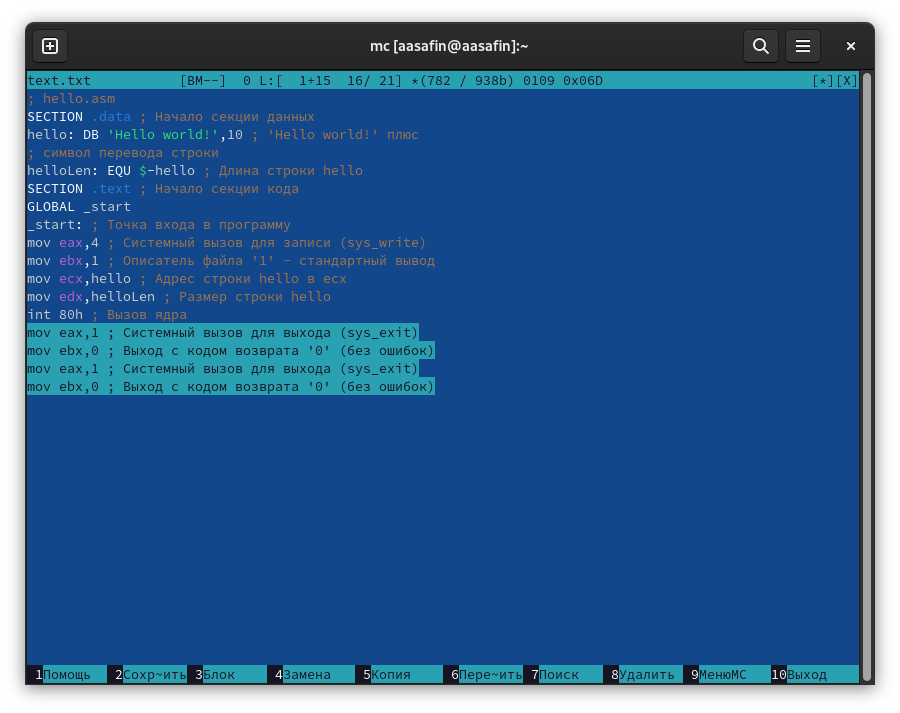 mc [aasafin@aasafin]:~
text.txt [BM--] 0 L:[ 1+15 16/ 21] *(782 / 938b) 0109 0x06D [*][X]
; hello.asm
SECTION .data ; Начало секции данных
hello: DB 'Hello world!',10 ; 'Hello world!' плюс
; символ перевода строки
helloLen: EQU $-hello ; Длина строки hello
SECTION .text ; Начало секции кода
GLOBAL _start
_start: ; Точка входа в программу
mov eax,4 ; Системный вызов для записи (sys_write)
mov ebx,1 ; Описатель файла '1' - стандартный вывод
mov ecx,hello ; Адрес строки hello в ecx
mov edx,helloLen ; Размер строки hello
int 80h ; Вызов ядра
mov eax,1 ; Системный вызов для выхода (sys_exit)
mov ebx,0 ; Выход с кодом возврата '0' (без ошибок)
mov eax,1 ; Системный вызов для выхода (sys_exit)
mov ebx,0 ; Выход с кодом возврата '0' (без ошибок)
1Помощь 2Сохр~ить 3Блок 4Замена 5Копия 6Пере~ить 7Поиск 8Удалить 9МенюMC 10Выход